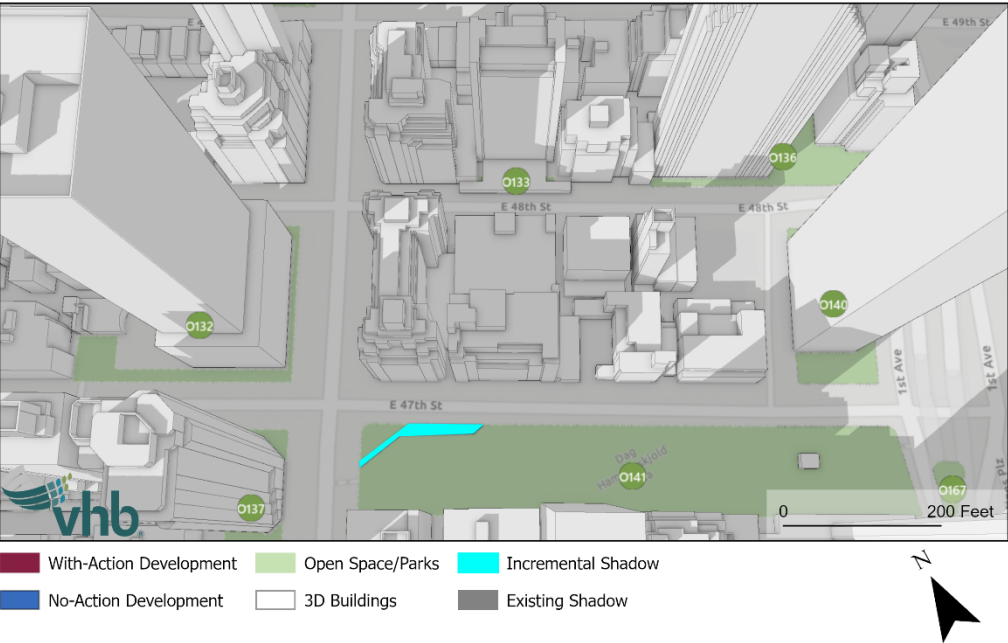 E 49th St
O136
O133
E 48th St
E 48th St
O140
O132
1st Ave
1st Ave
E 47th St
Dag
O141
O167
O137
vhb
0
200 Feet
With-Action Development
Open Space/Parks
Incremental Shadow
No-Action Development
3D Buildings
Existing Shadow
N